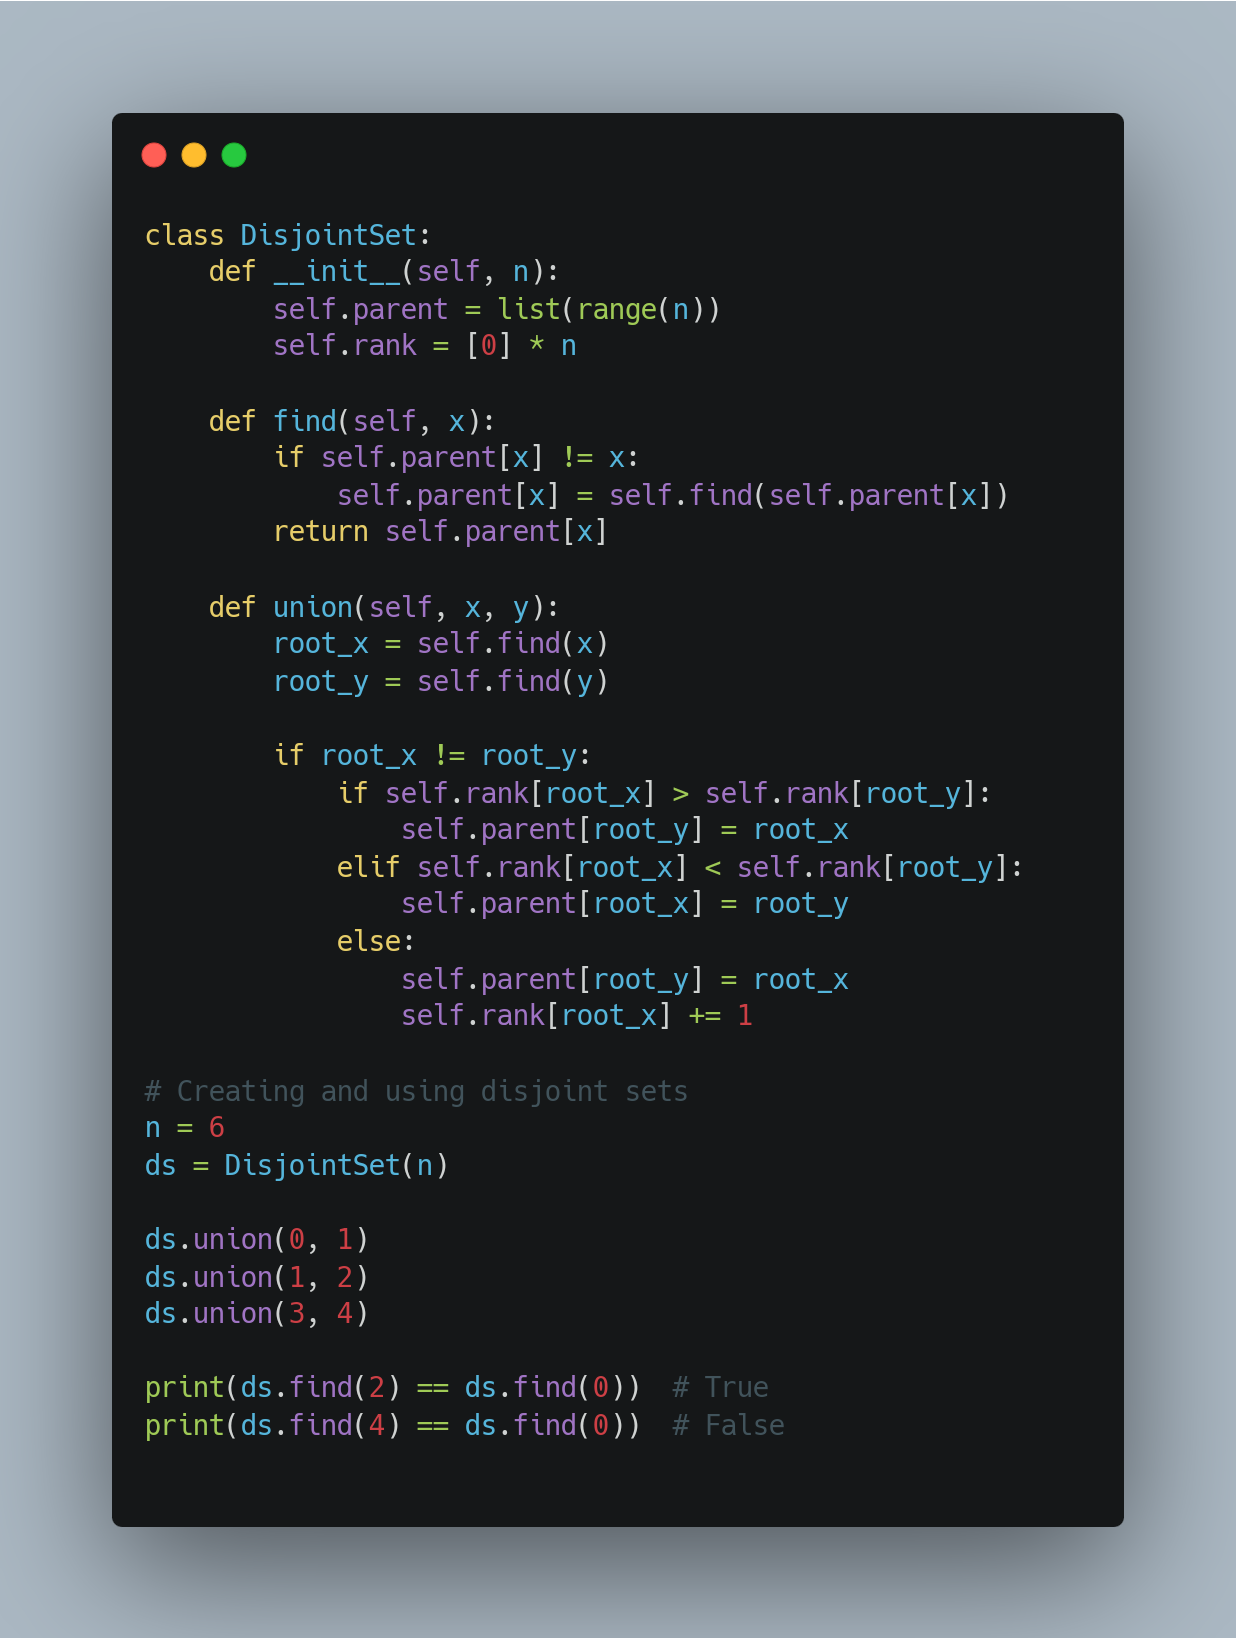 class DisjointSet:
    def __init__(self, n):
        self.parent = list(range(n))
        self.rank = [0] * n

    def find(self, x):
        if self.parent[x] != x:
            self.parent[x] = self.find(self.parent[x])
        return self.parent[x]

    def union(self, x, y):
        root_x = self.find(x)
        root_y = self.find(y)

        if root_x != root_y:
            if self.rank[root_x] > self.rank[root_y]:
                self.parent[root_y] = root_x
            elif self.rank[root_x] < self.rank[root_y]:
                self.parent[root_x] = root_y
            else:
                self.parent[root_y] = root_x
                self.rank[root_x] += 1

# Creating and using disjoint sets
n = 6
ds = DisjointSet(n)

ds.union(0, 1)
ds.union(1, 2)
ds.union(3, 4)

print(ds.find(2) == ds.find(0))  # True
print(ds.find(4) == ds.find(0))  # False